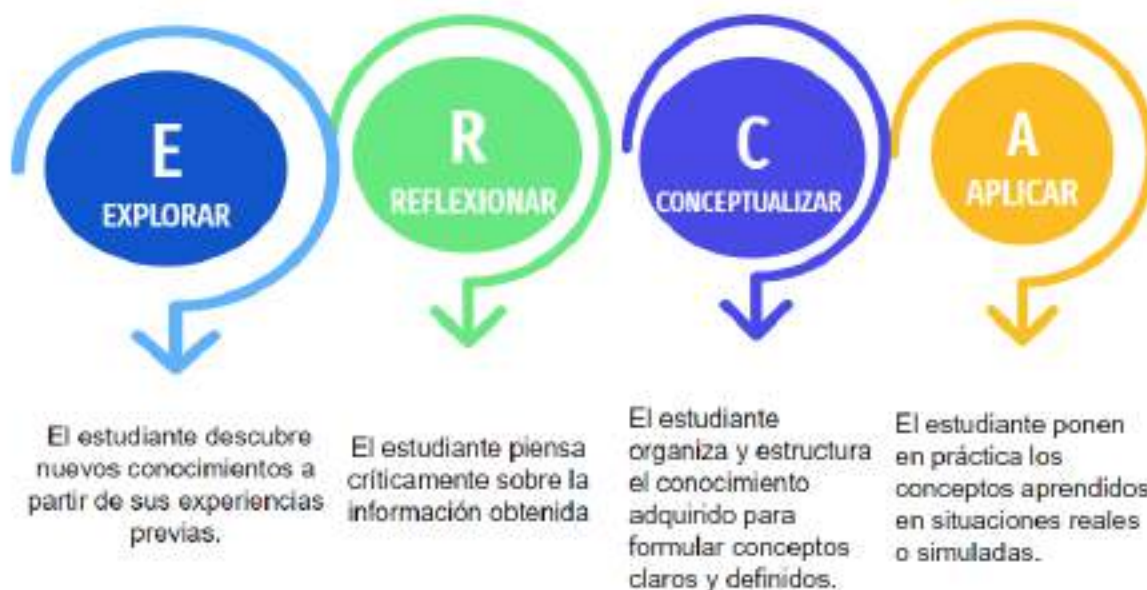 E
EXPLORAR
R
REFLEXIONAR
C
CONCEPTUALIZAR
A
APLICAR
El estudiante descubre
nuevos conocimientos a
partir de sus experiencias
previas.
El estudiante piensa
críticamente sobre la
información obtenida
El estudiante
organiza y estructura
el conocimiento
adquirido para
formular conceptos
claros y definidos.
El estudiante ponen
en práctica los
conceptos aprendidos
en situaciones reales
o simuladas.